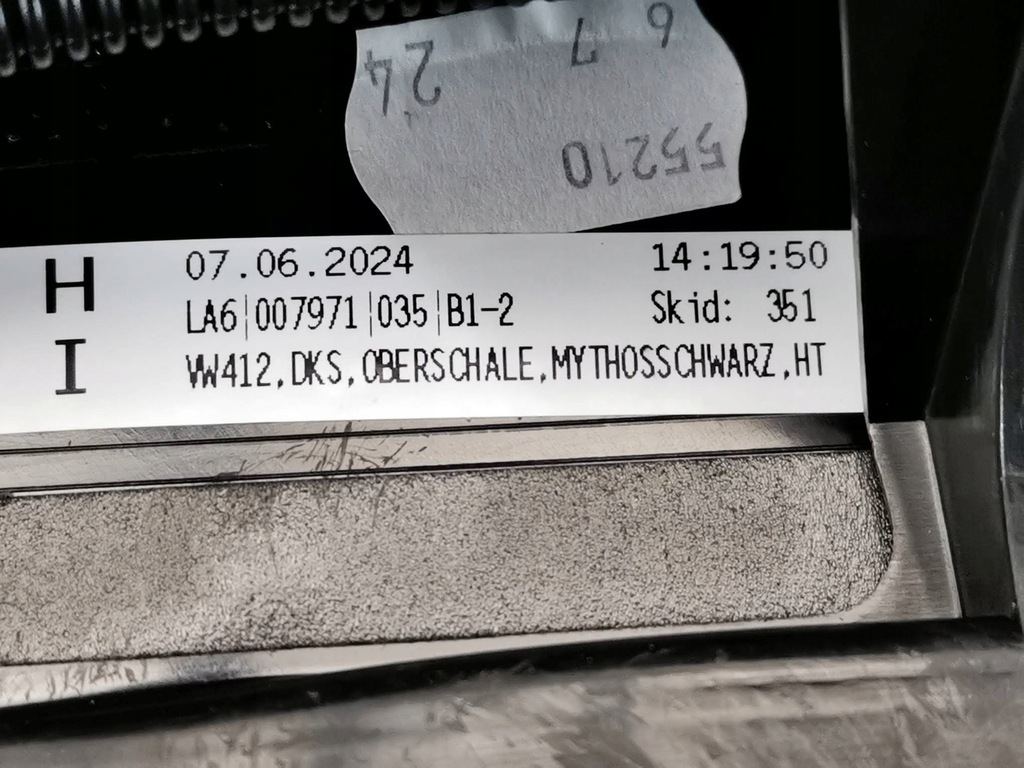 55210
9 7 24
H 07.06.2024 14:19:50
LA6|007971|035|B1-2 Skid: 351
I VW412,DKS,OBERSCHALE,MYTHOSSCHWARZ,HT